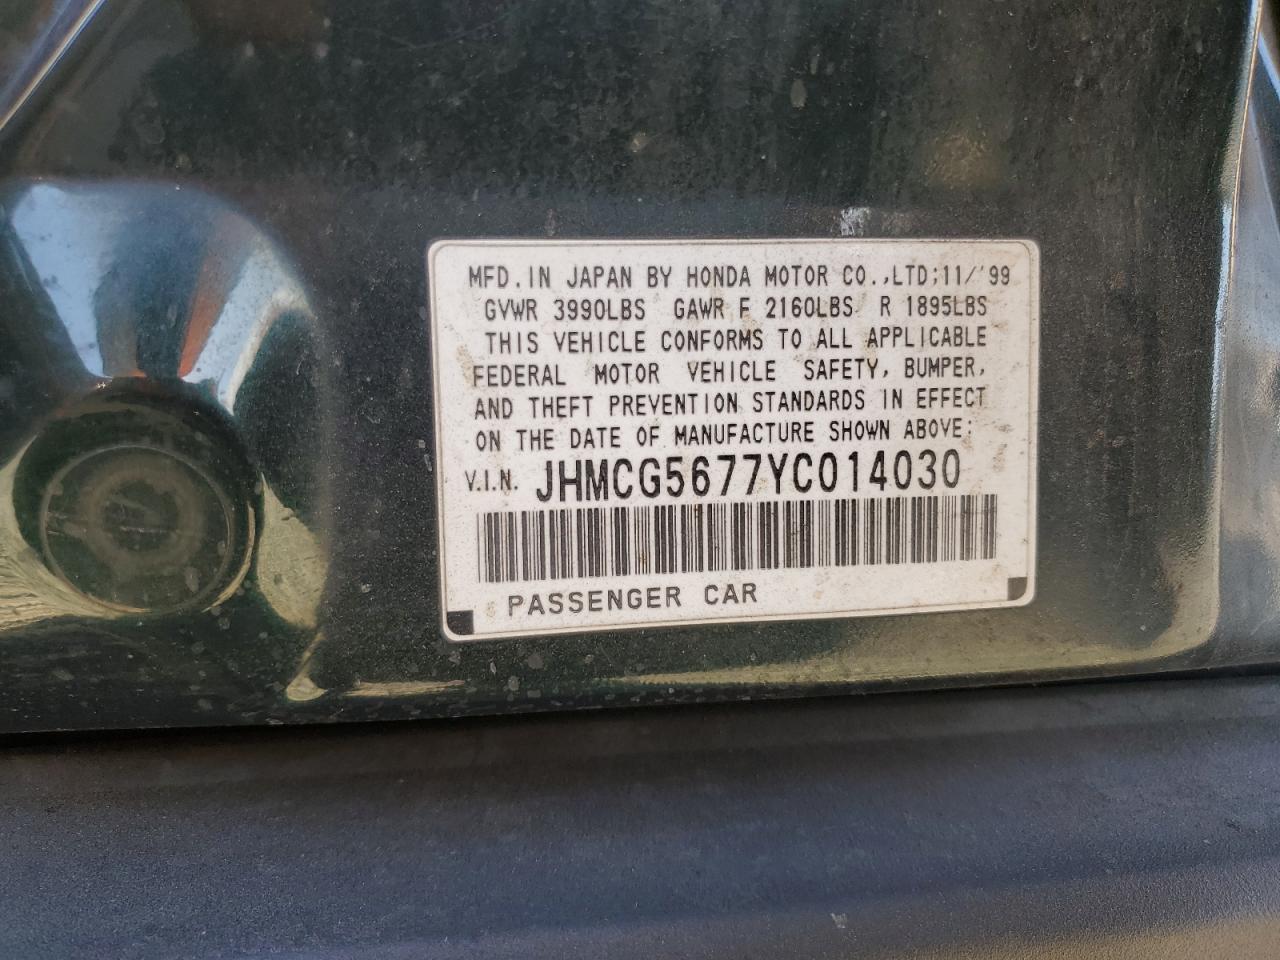 MFD. IN JAPAN BY HONDA MOTOR CO.,LTD;11/'99
GVWR 3990LBS GAWR F 2160LBS R 1895LBS
THIS VEHICLE CONFORMS TO ALL APPLICABLE
FEDERAL MOTOR VEHICLE SAFETY, BUMPER,
AND THEFT PREVENTION STANDARDS IN EFFECT
ON THE DATE OF MANUFACTURE SHOWN ABOVE:
V.I.N. JHMCG5677YC014030
PASSENGER CAR